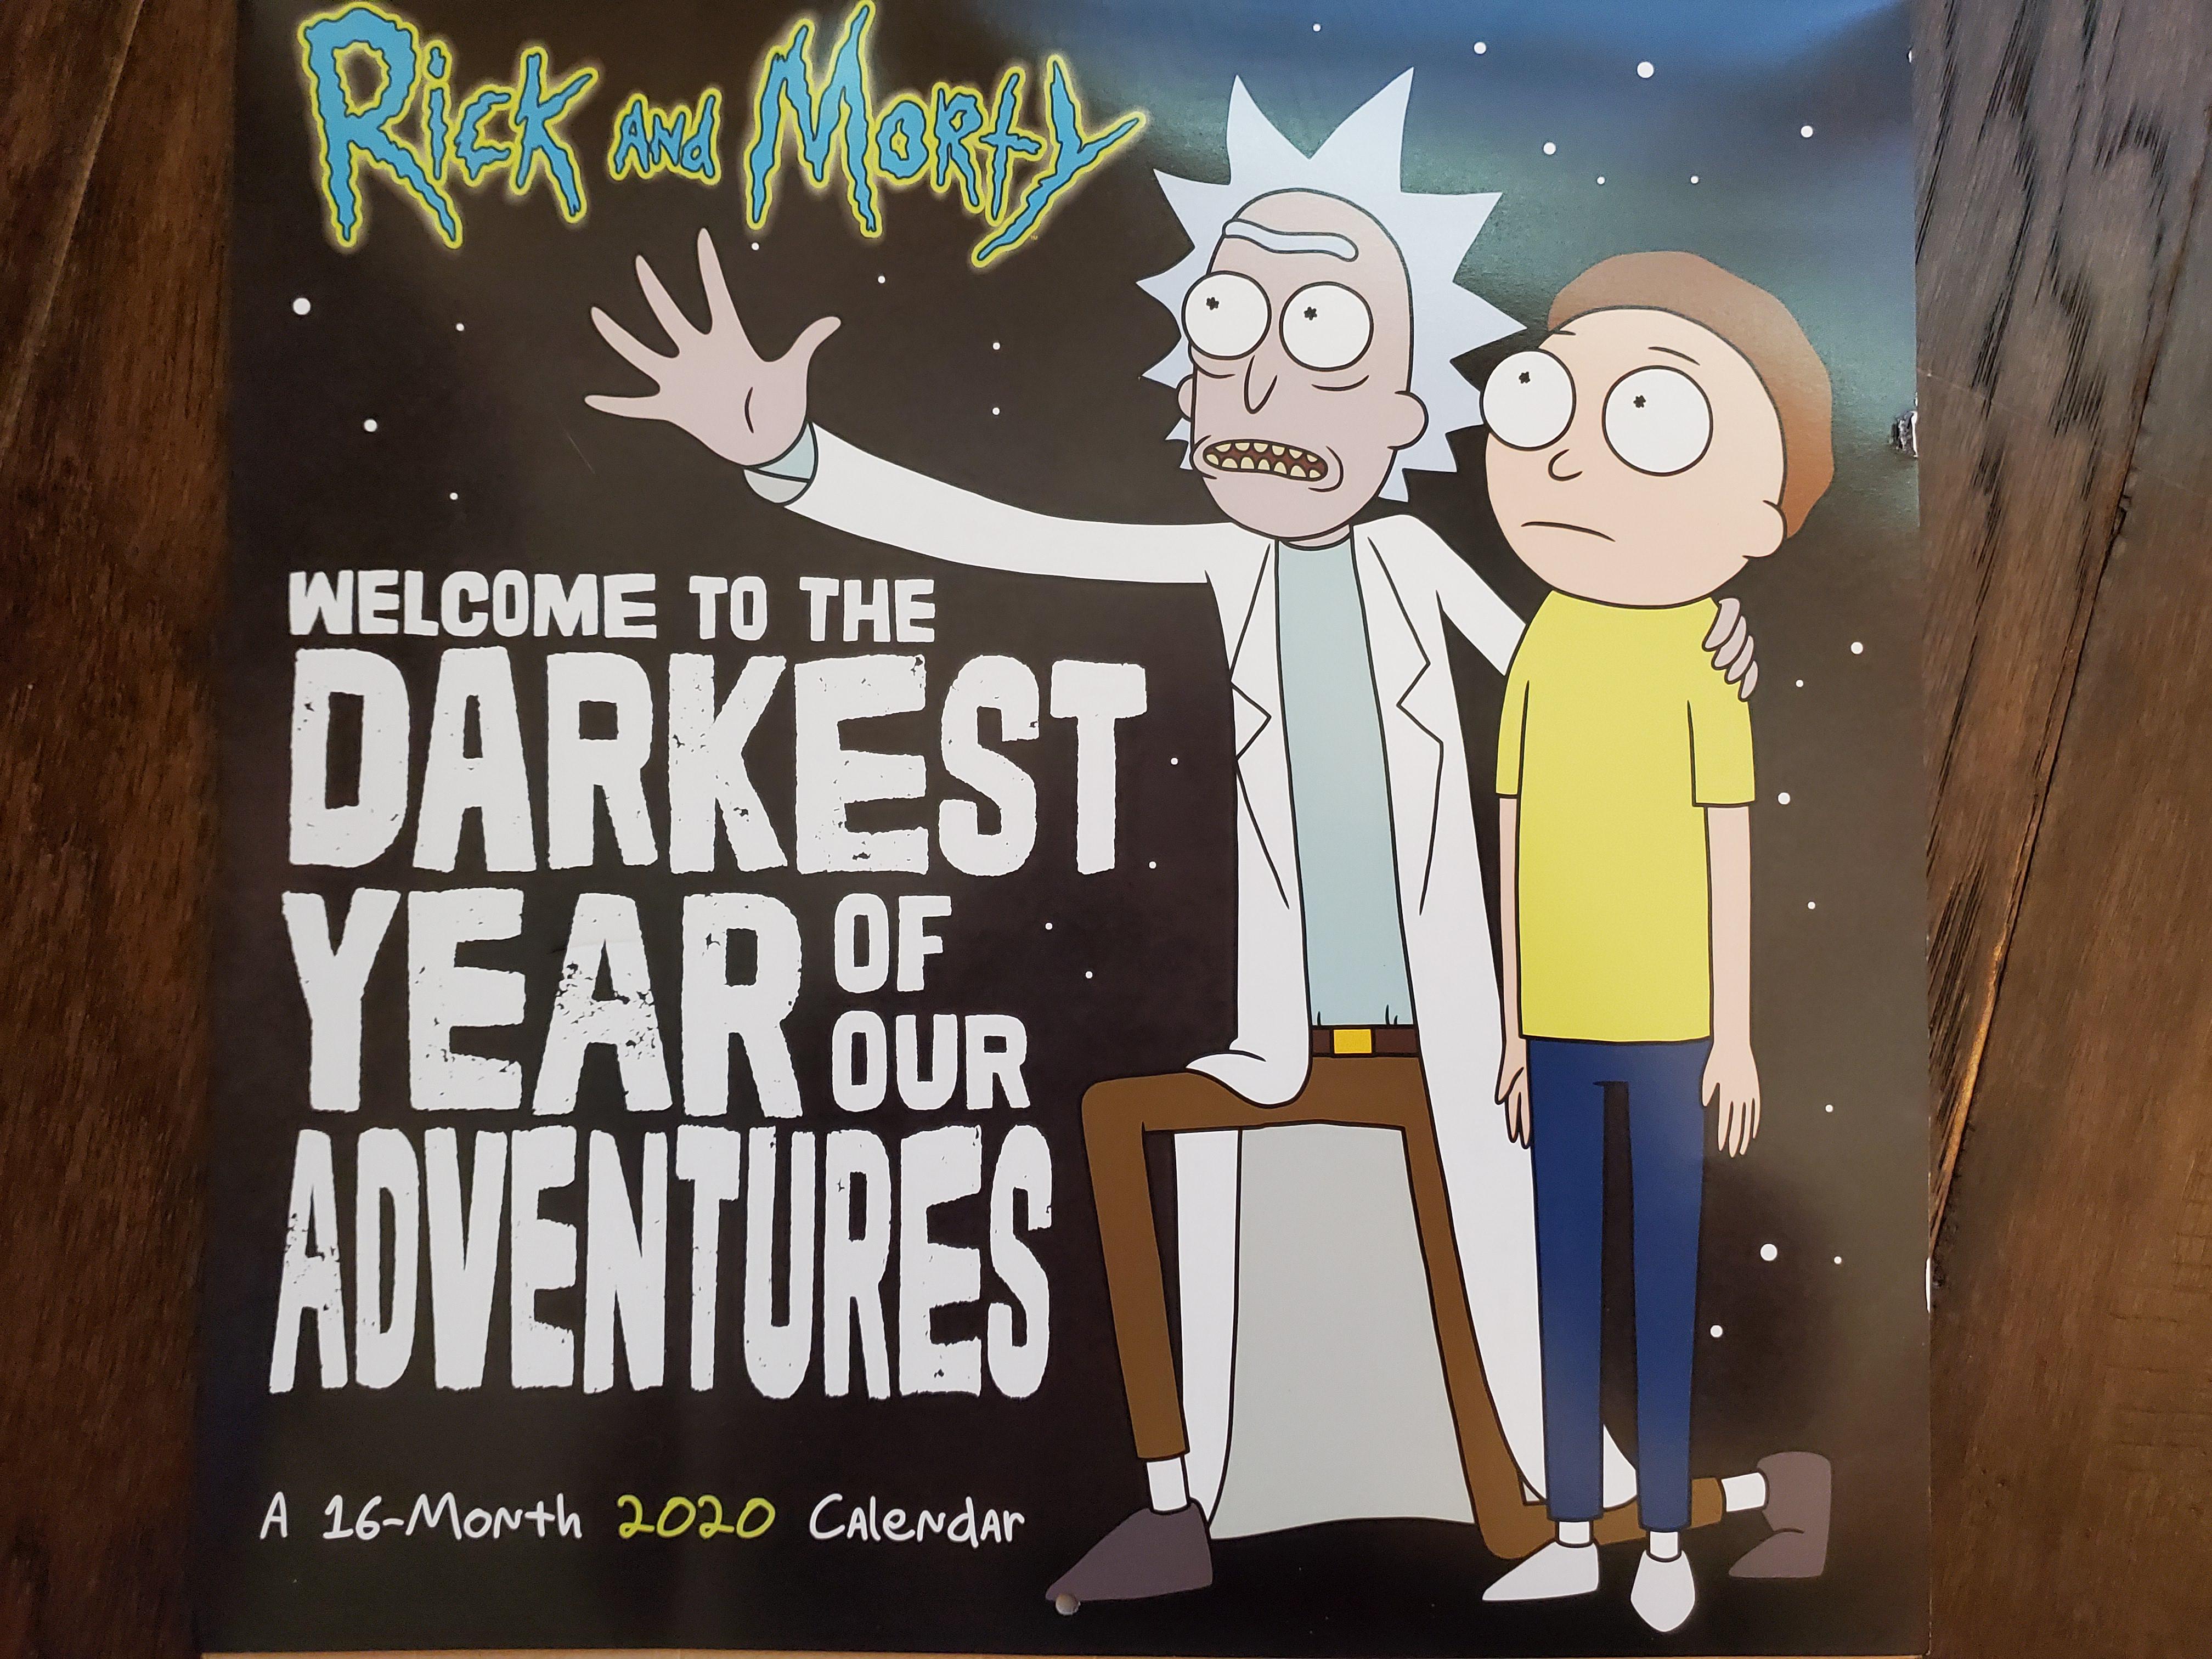 Rick and Morty
WELCOME TO THE
DARKEST
YEAR OF
OUR
ADVENTURES
A 16-Month 2020 Calendar